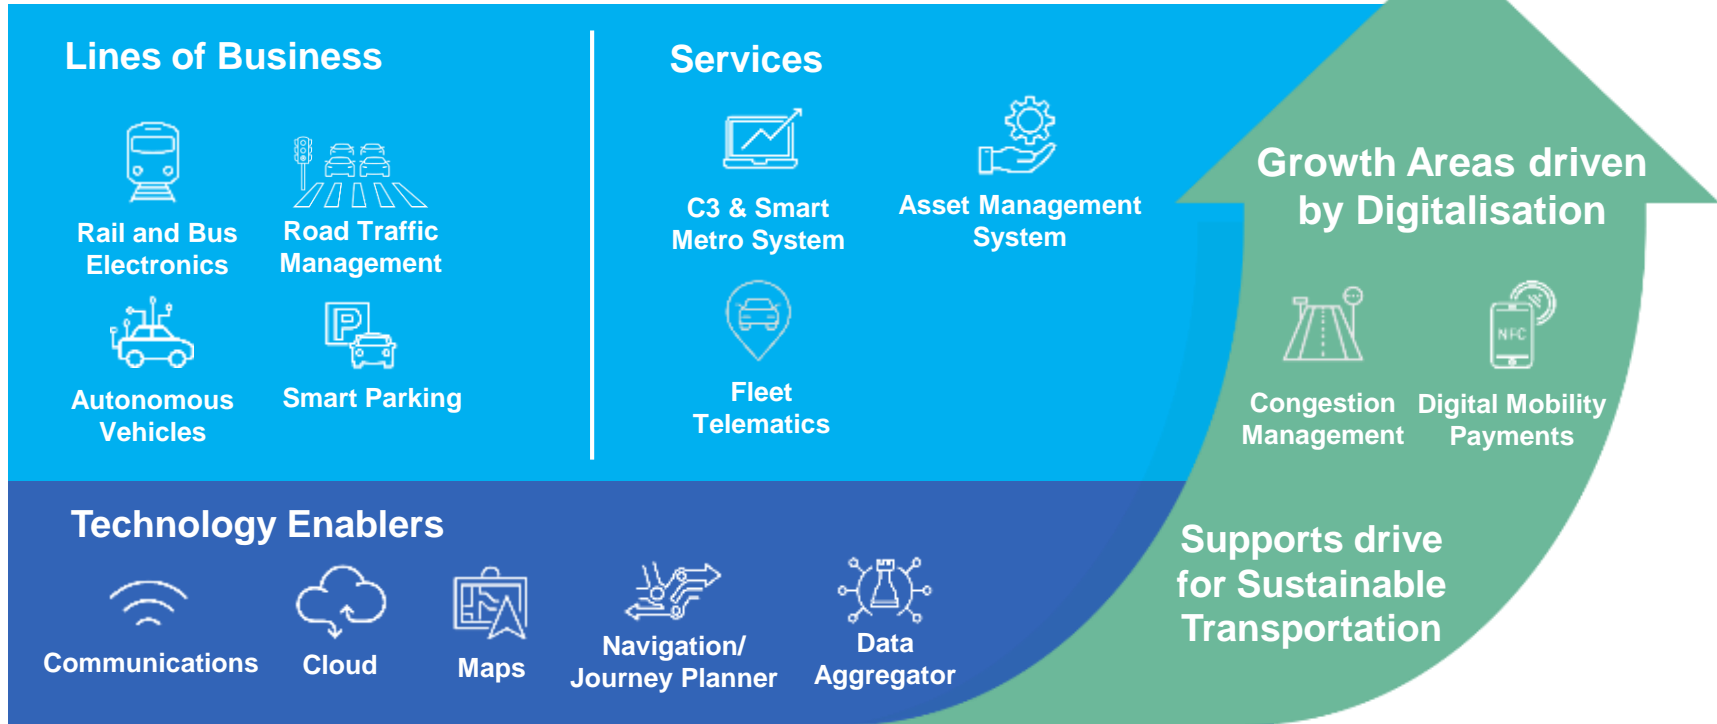 Lines of Business
Rail and Bus
Electronics
Road Traffic
Management
P
Autonomous
Vehicles
Smart Parking
Services
C3 & Smart
Metro System
Asset Management
System
Fleet
Telematics
Technology Enablers
Communications
Cloud
Maps
Navigation/
Journey Planner
Data
Aggregator
Growth Areas driven
by Digitalisation
NFC
Congestion
Management
Digital Mobility
Payments
Supports drive
for Sustainable
Transportation